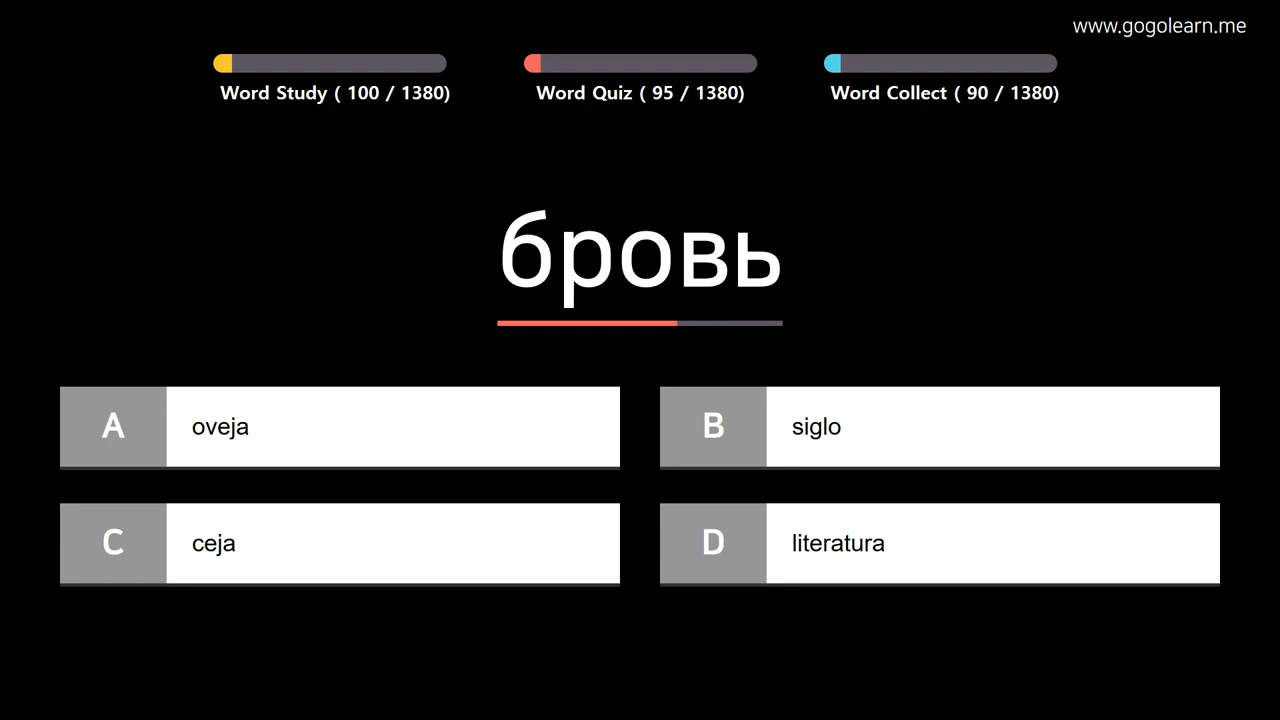 www.gogolearn.me
Word Study ( 100 / 1380)
Word Quiz ( 95 / 1380)
Word Collect ( 90 / 1380)
бровь
A oveja
B siglo
C ceja
D literatura